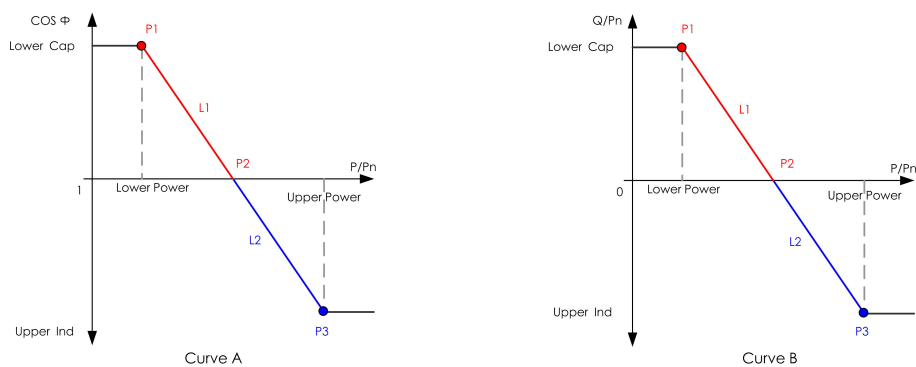 COS Φ
P1
Lower Cap
L1
P2
P/Pn
1
Lower Power
Upper Power
L2
Upper Ind
P3
Curve A
Q/Pn
P1
Lower Cap
L1
P2
P/Pn
0
Lower Power
Upper Power
L2
Upper Ind
P3
Curve B